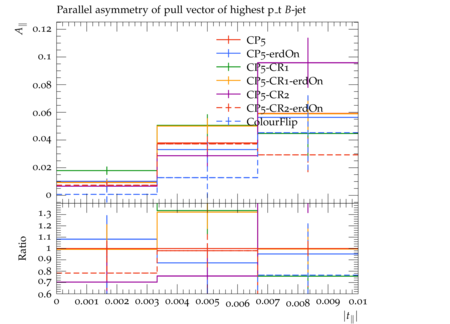 Parallel asymmetry of pull vector of highest p_t B-jet
A∥
0.12
0.1
0.08
0.06
0.04
0.02
0
CP5
CP5-erdOn
CP5-CR1
CP5-CR1-erdOn
CP5-CR2
CP5-CR2-erdOn
ColourFlip
Ratio
1.3
1.2
1.1
1
0.9
0.8
0.7
0.6
0 0.001 0.002 0.003 0.004 0.005 0.006 0.007 0.008 0.009 0.01
|t∥|